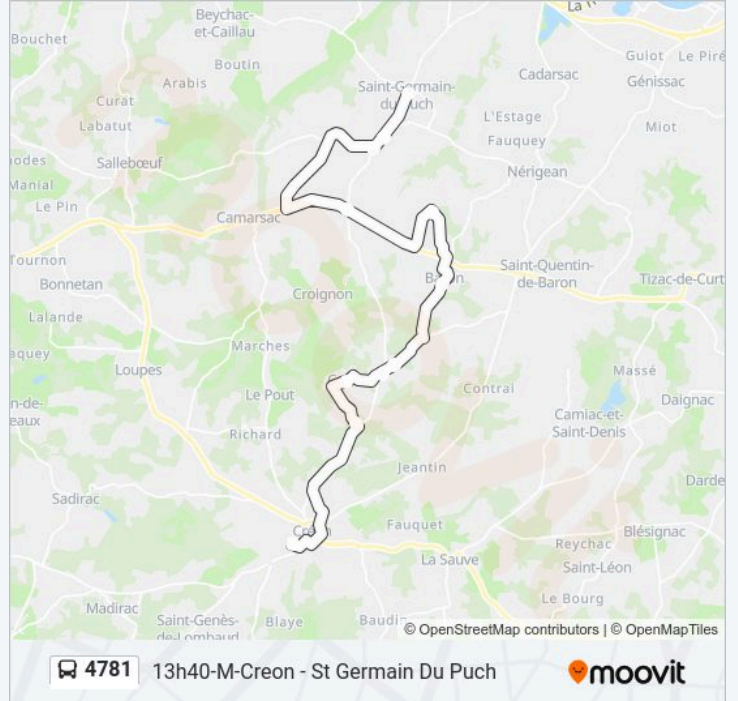 La
Beychac-
et-Caillau
Bouchet
Boutin
Guiot
Le Piré
Cadarsac
Génissac
Arabis
Saint-Germain-
du-Puch
Curat
Labatut
L'Estage
Fauquey
Miot
Salleboeuf
Nérigean
Manial
Le Pin
Camarsac
Tournon
Bonnetan
Croignon
Saint-Quentin-
de-Baron
Tizac-de-Curt
Lalande
Marches
Loupes
Massé
Le Pout
Contral
Daignac
Camiac-et-
Saint-Denis
Richard
Jeantin
Sadirac
Darde
Fauquet
Blésignac
Reychac
La Sauve
Saint-Léon
Le Bourg
Madirac
Saint-Genès-
de-Lombaud
Blaye
Baudin
© OpenStreetMap contributors | © OpenMapTiles
4781 13h40-M-Creon - St Germain Du Puch moovit